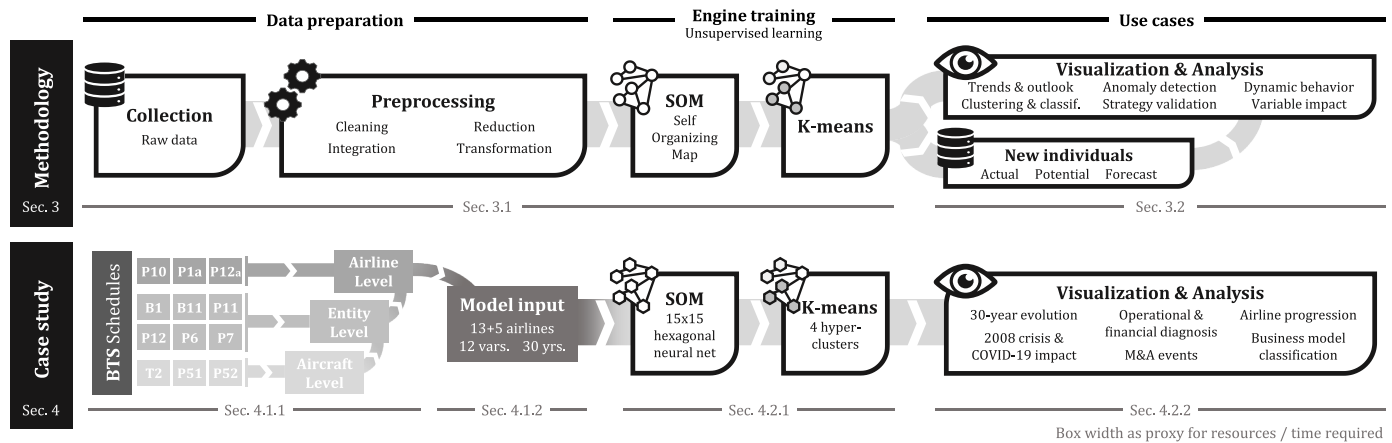 Data preparation
Engine training
Unsupervised learning
Use cases
Methodology
Sec. 3
Collection
Raw data
Preprocessing
Cleaning
Reduction
Integration
Transformation
SOM
Self
Organizing
Map
K-means
Visualization & Analysis
Trends & outlook
Anomaly detection
Dynamic behavior
Clustering & classif.
Strategy validation
Variable impact
New individuals
Actual
Potential
Forecast
Sec. 3.1
Sec. 3.2
Case study
Sec. 4
BTS Schedules
P10 P1a P12a
B1 B11 P11
P12 P6 P7
T2 P51 P52
Airline
Level
Entity
Level
Aircraft
Level
Model input
13+5 airlines
12 vars. 30 yrs.
SOM
15x15
hexagonal
neural net
K-means
4 hyper-
clusters
Visualization & Analysis
30-year evolution
2008 crisis &
COVID-19 impact
Operational &
financial diagnosis
M&A events
Airline progression
Business model
classification
Sec. 4.1.1
Sec. 4.1.2
Sec. 4.2.1
Sec. 4.2.2
Box width as proxy for resources / time required